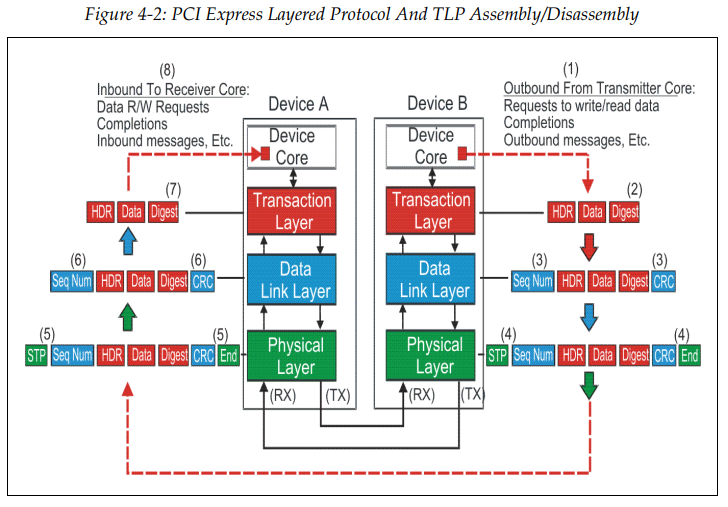 Figure 4-2: PCI Express Layered Protocol And TLP Assembly/Disassembly
(8)
Inbound To Receiver Core:
Data R/W Requests
Completions
Inbound messages, Etc.
(1)
Outbound From Transmitter Core:
Requests to write/read data
Completions
Outbound messages, Etc.
Device A
Device B
Device
Core
Device
Core
(7)
HDR Data Digest
Transaction
Layer
Transaction
Layer
(2)
HDR Data Digest
(6) (6)
Seq Num HDR Data Digest CRC
Data
Link Layer
Data
Link Layer
(3) (3)
Seq Num HDR Data Digest CRC
(5) (5)
STP Seq Num HDR Data Digest CRC End
Physical
Layer
Physical
Layer
(4) (4)
STP Seq Num HDR Data Digest CRC End
(RX) (TX)
(RX) (TX)